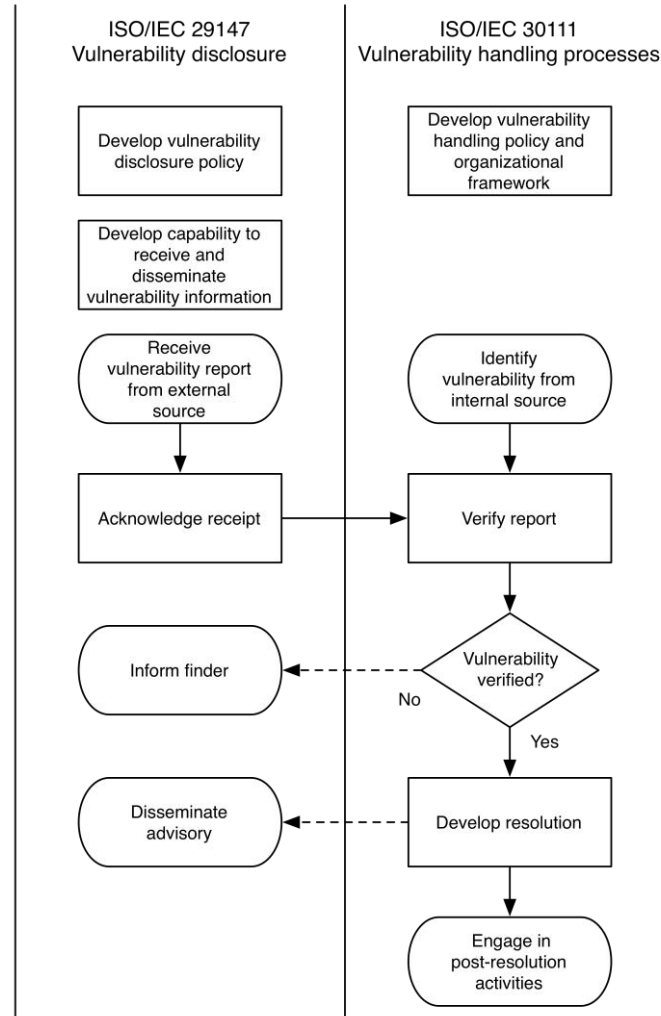 ISO/IEC 29147
Vulnerability disclosure
ISO/IEC 30111
Vulnerability handling processes
Develop vulnerability
disclosure policy
Develop vulnerability
handling policy and
organizational
framework
Develop capability to
receive and
disseminate
vulnerability information
Receive
vulnerability report
from external
source
Identify
vulnerability from
internal source
Acknowledge receipt
Verify report
Inform finder
Vulnerability
verified?
No
Yes
Disseminate
advisory
Develop resolution
Engage in
post-resolution
activities